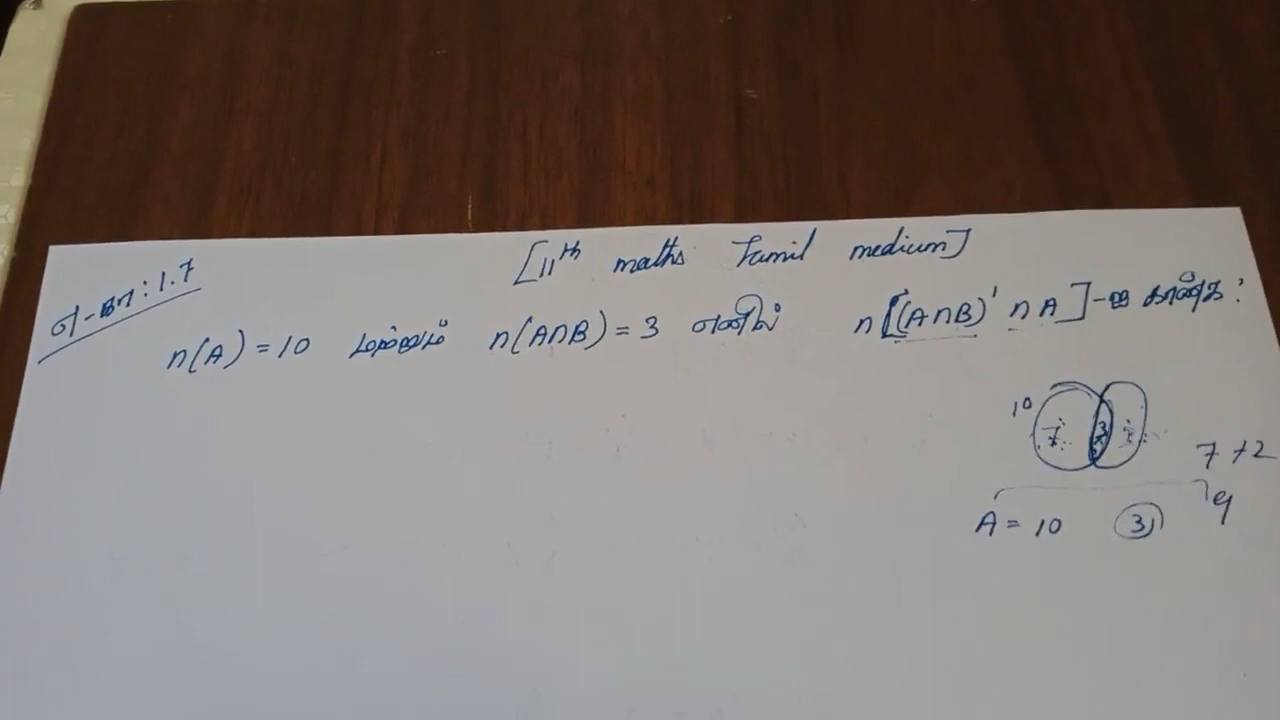 [11th maths Tamil medium]
எ-கா: 1.7
n(A) = 10 மற்றும் n(A∩B) = 3 எனில் n[(A∩B)' ∩ A]-ஐ காண்க:
10
7 3
7 +2
9
A = 10 3